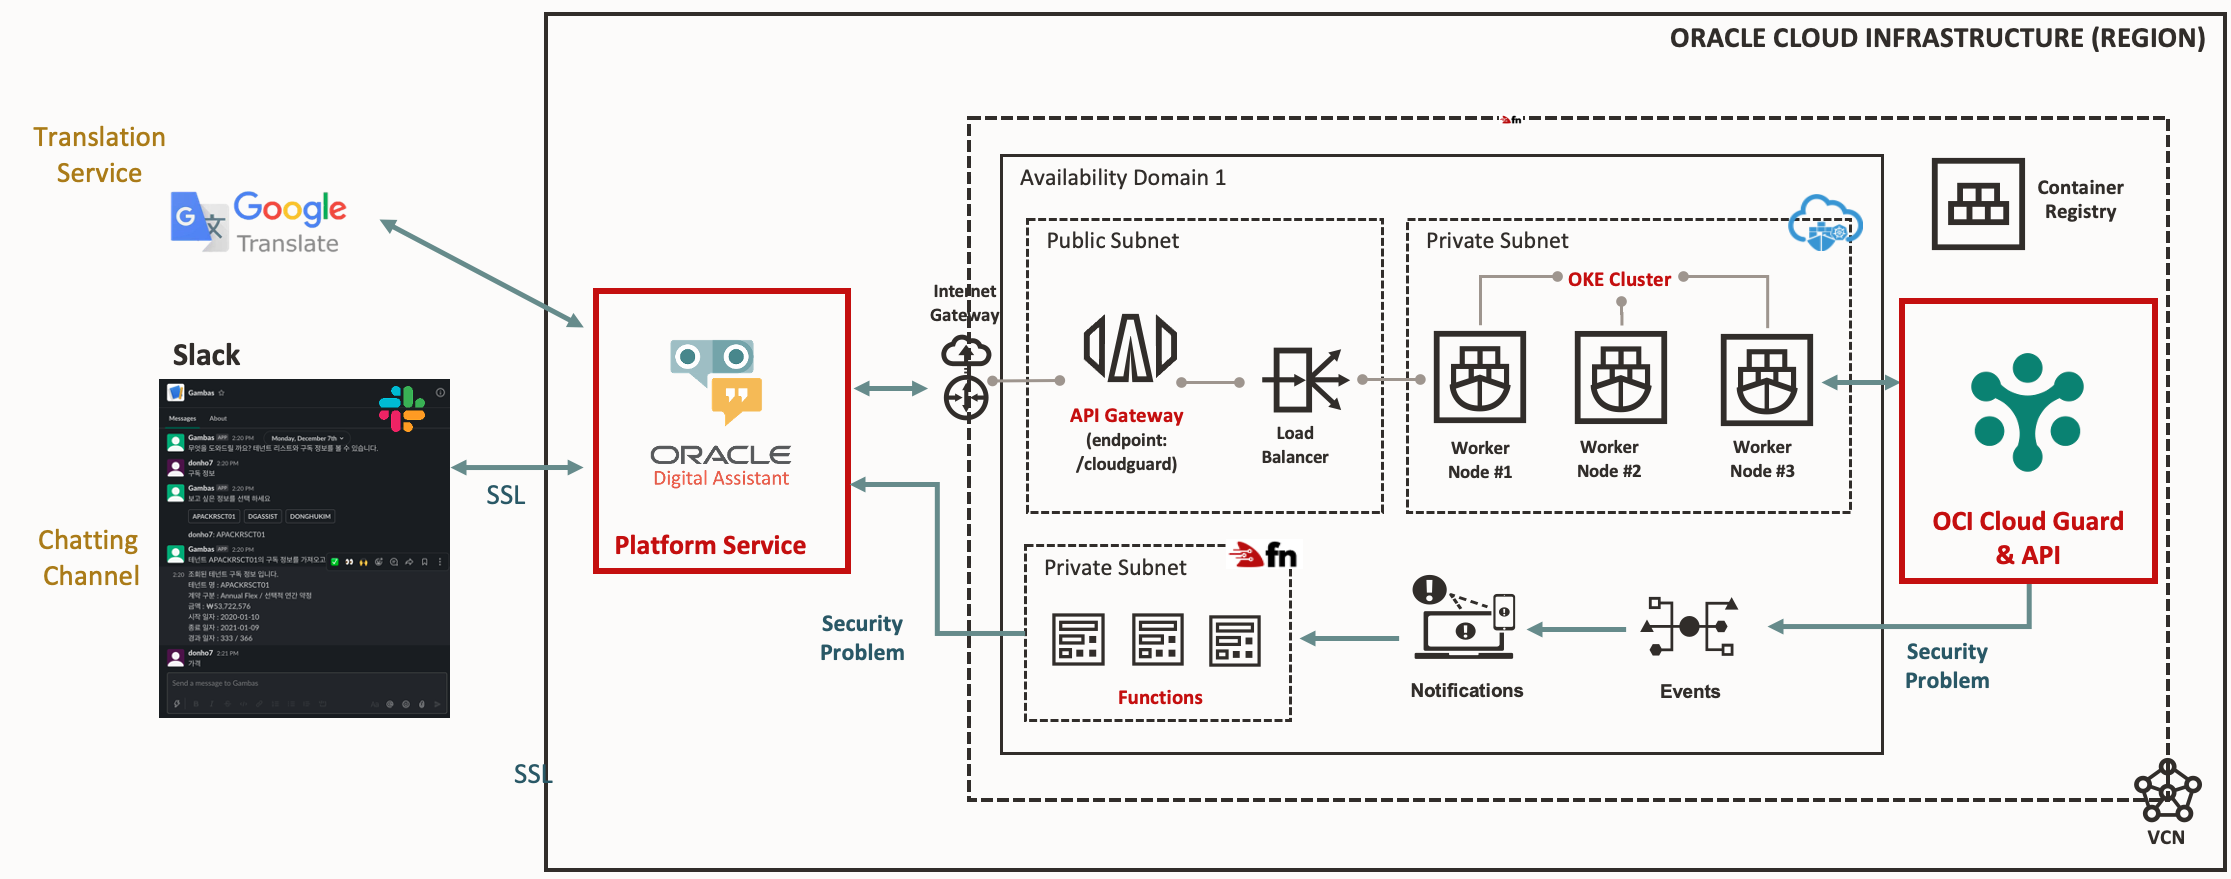 ORACLE CLOUD INFRASTRUCTURE (REGION)
Translation
Service
Google
Translate
G
fn
Availability Domain 1
Container
Registry
Public Subnet
Private Subnet
OKE Cluster
Internet
Gateway
Slack
Gambas
Messages
About
Gambas APP 2:20 PM
Monday, December 7th
무엇을 도와드릴 까요? 테넌트 리스트와 구독 정보를 볼 수 있습니다.
donho7 2:20 PM
구독 정보
Gambas APP 2:20 PM
보고 싶은 정보를 선택 하세요
APACKRSCT01
DGASSIST
DONGHUKIM
donho7: APACKRSCT01
Gambas APP 2:20 PM
테넌트 APACKRSCT01의 구독 정보를 가져오고
2:20 조회된 테넌트 구독 정보 입니다.
테넌트 명 : APACKRSCT01
계약 구분 : Annual Flex / 선택적 연간 약정
금액 : ₩53,722,576
시작 일자 : 2020-01-10
종료 일자 : 2021-01-09
경과 일자 : 333 / 366
donho7 2:21 PM
가격
Send a message to Gambas
Aa
Chatting
Channel
SSL
SSL
ORACLE
Digital Assistant
Platform Service
API Gateway
(endpoint:
/cloudguard)
Load
Balancer
Worker
Node #1
Worker
Node #2
Worker
Node #3
OCI Cloud Guard
& API
Private Subnet
fn
Functions
Security
Problem
Notifications
Events
Security
Problem
VCN